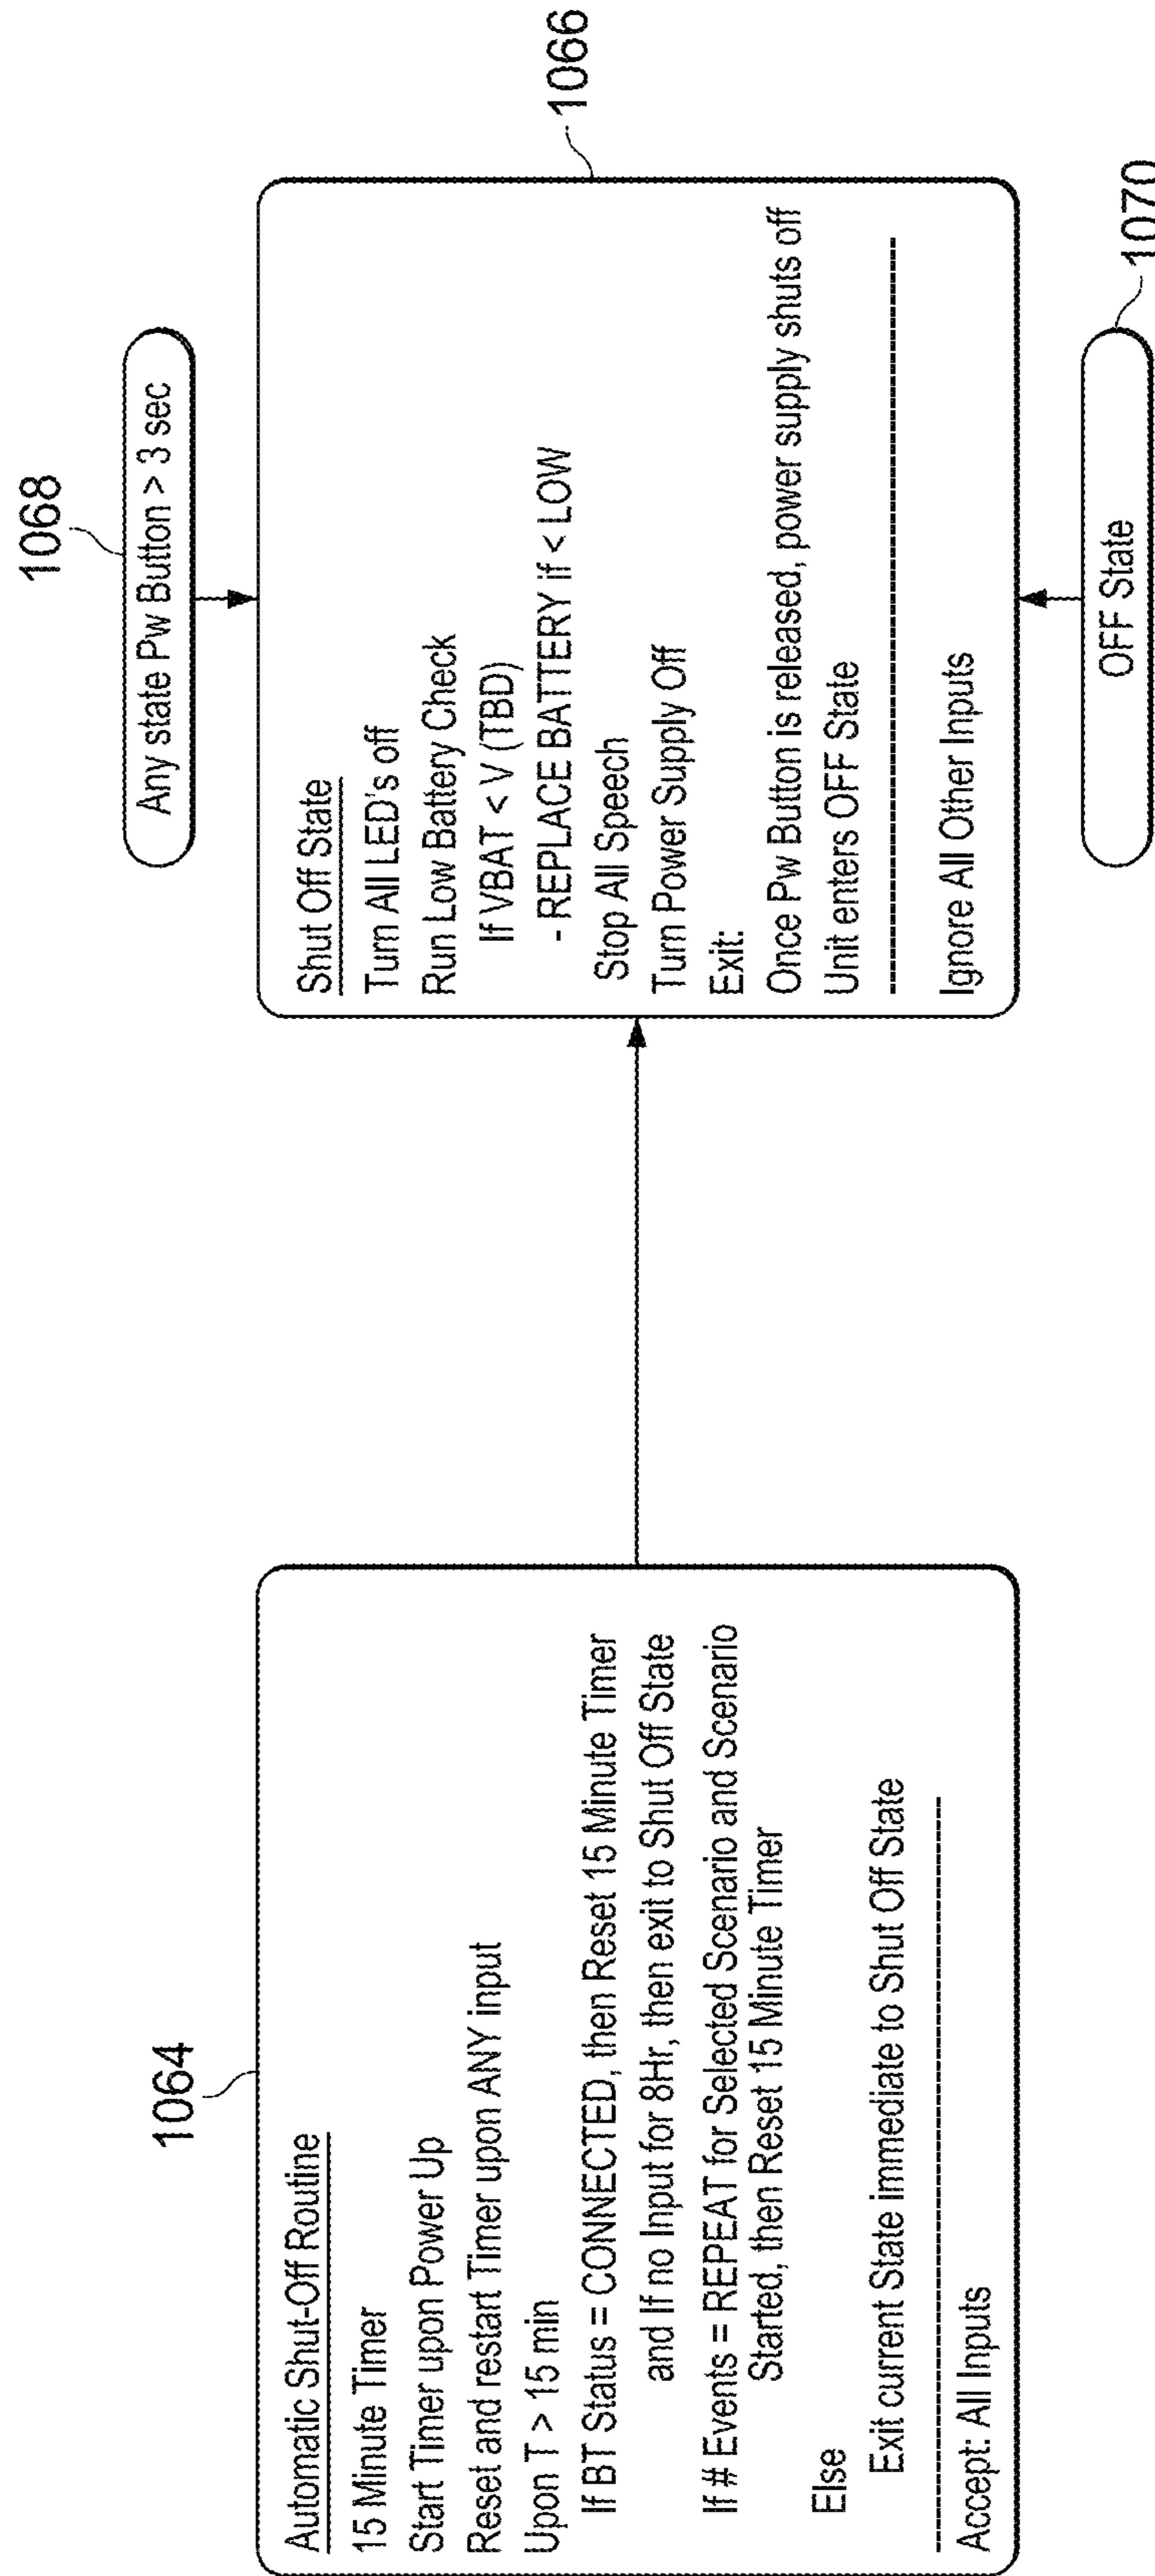 1064
Automatic Shut-Off Routine
15 Minute Timer
Start Timer upon Power Up
Reset and restart Timer upon ANY input
Upon T > 15 min
If BT Status = CONNECTED, then Reset 15 Minute Timer
and If no Input for 8Hr, then exit to Shut Off State
If # Events = REPEAT for Selected Scenario and Scenario
Started, then Reset 15 Minute Timer
Else
Exit current State immediate to Shut Off State
Accept: All Inputs
1068
Any state Pw Button > 3 sec
1066
Shut Off State
Turn All LED's off
Run Low Battery Check
If VBAT < V (TBD)
- REPLACE BATTERY if < LOW
Stop All Speech
Turn Power Supply Off
Exit:
Once Pw Button is released, power supply shuts off
Unit enters OFF State
Ignore All Other Inputs
OFF State
1070